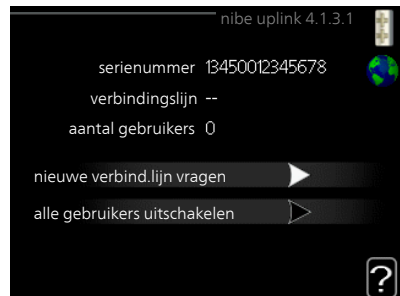 nibe uplink 4.1.3.1
serienummer 13450012345678
verbindingslijn --
aantal gebruikers 0
nieuwe verbind.lijn vragen
alle gebruikers uitschakelen
?